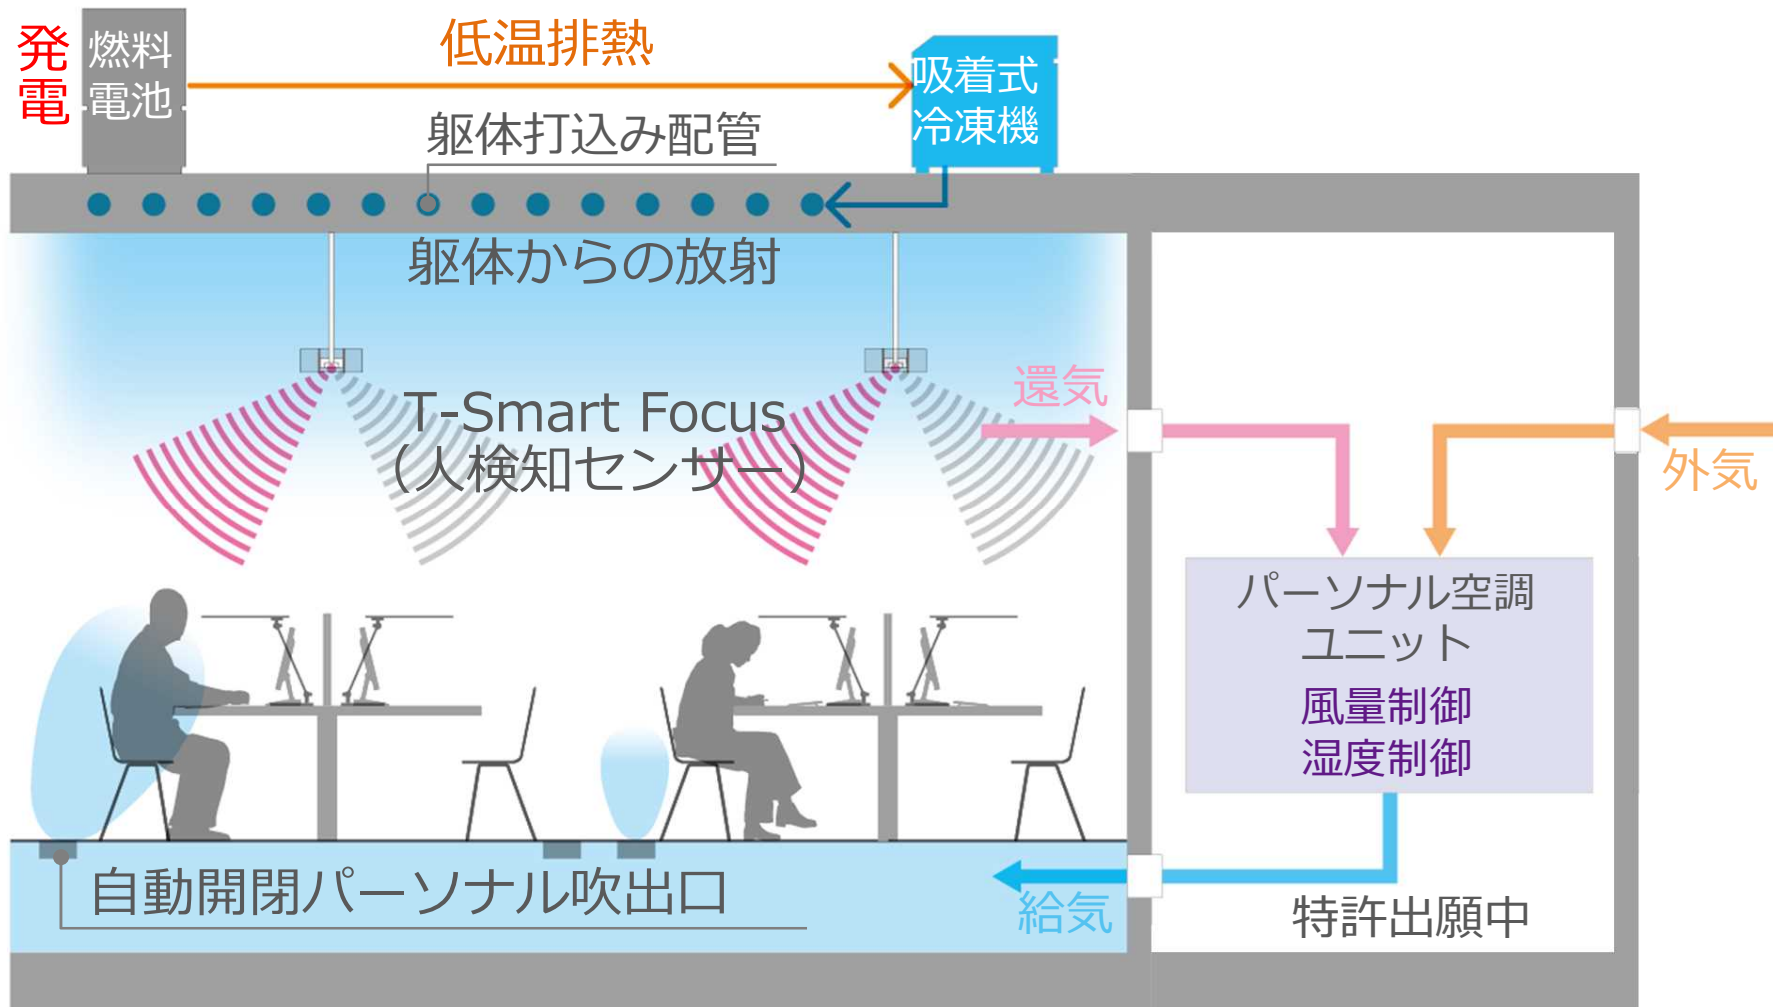 発電
燃料
電池
低温排熱
吸着式
冷凍機
躯体打込み配管
躯体からの放射
T-Smart Focus
（人検知センサー）
還気
外気
パーソナル空調
ユニット
風量制御
湿度制御
自動開閉パーソナル吹出口
給気
特許出願中